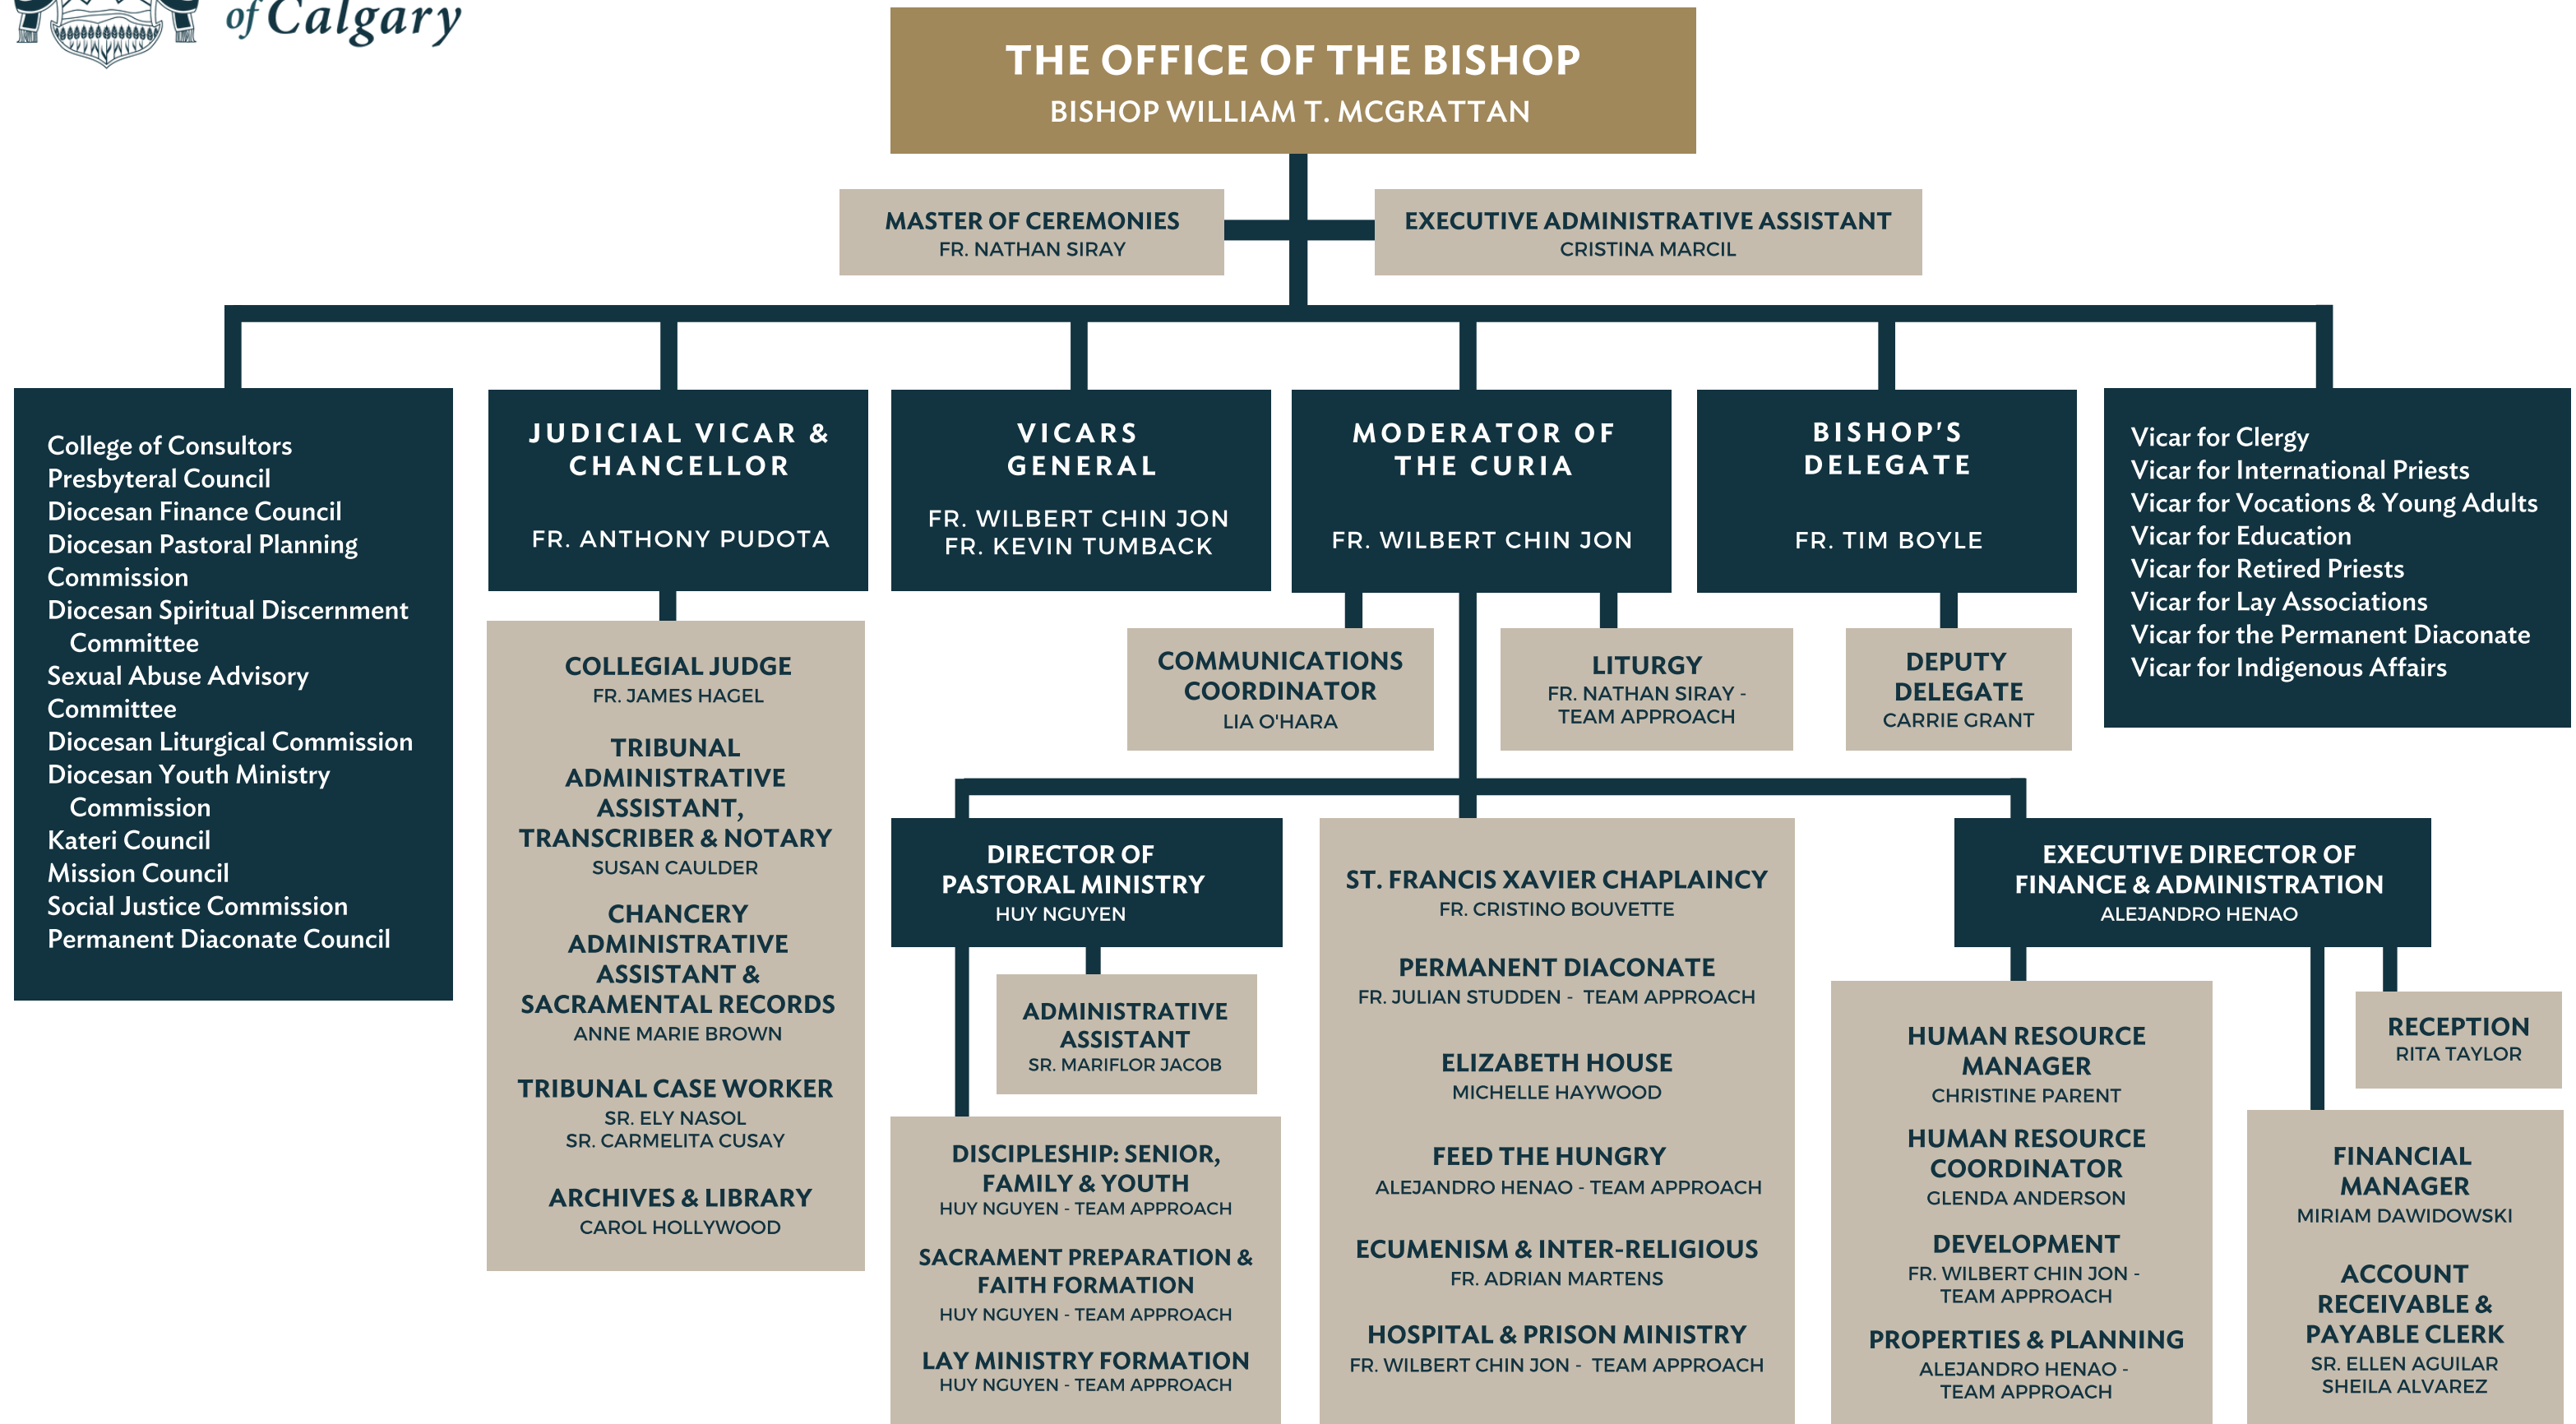 of Calgary
THE OFFICE OF THE BISHOP
BISHOP WILLIAM T. MCGRATTAN
MASTER OF CEREMONIES
FR. NATHAN SIRAY
EXECUTIVE ADMINISTRATIVE ASSISTANT
CRISTINA MARCIL
College of Consultors
Presbyteral Council
Diocesan Finance Council
Diocesan Pastoral Planning
Commission
Diocesan Spiritual Discernment
Committee
Sexual Abuse Advisory
Committee
Diocesan Liturgical Commission
Diocesan Youth Ministry
Commission
Kateri Council
Mission Council
Social Justice Commission
Permanent Diaconate Council
JUDICIAL VICAR &
CHANCELLOR
FR. ANTHONY PUDOTA
COLLEGIAL JUDGE
FR. JAMES HAGEL
TRIBUNAL
ADMINISTRATIVE
ASSISTANT,
TRANSCRIBER & NOTARY
SUSAN CAULDER
CHANCERY
ADMINISTRATIVE
ASSISTANT &
SACRAMENTAL RECORDS
ANNE MARIE BROWN
TRIBUNAL CASE WORKER
SR. ELY NASOL
SR. CARMELITA CUSAY
ARCHIVES & LIBRARY
CAROL HOLLYWOOD
VICARS
GENERAL
FR. WILBERT CHIN JON
FR. KEVIN TUMBACK
MODERATOR OF
THE CURIA
FR. WILBERT CHIN JON
COMMUNICATIONS
COORDINATOR
LIA O'HARA
LITURGY
FR. NATHAN SIRAY -
TEAM APPROACH
BISHOP'S
DELEGATE
FR. TIM BOYLE
DEPUTY
DELEGATE
CARRIE GRANT
Vicar for Clergy
Vicar for International Priests
Vicar for Vocations & Young Adults
Vicar for Education
Vicar for Retired Priests
Vicar for Lay Associations
Vicar for the Permanent Diaconate
Vicar for Indigenous Affairs
DIRECTOR OF
PASTORAL MINISTRY
HUY NGUYEN
ADMINISTRATIVE
ASSISTANT
SR. MARIFLOR JACOB
DISCIPLESHIP: SENIOR,
FAMILY & YOUTH
HUY NGUYEN - TEAM APPROACH
SACRAMENT PREPARATION &
FAITH FORMATION
HUY NGUYEN - TEAM APPROACH
LAY MINISTRY FORMATION
HUY NGUYEN - TEAM APPROACH
ST. FRANCIS XAVIER CHAPLAINCY
FR. CRISTINO BOUVETTE
PERMANENT DIACONATE
FR. JULIAN STUDDEN - TEAM APPROACH
ELIZABETH HOUSE
MICHELLE HAYWOOD
FEED THE HUNGRY
ALEJANDRO HENAO - TEAM APPROACH
ECUMENISM & INTER-RELIGIOUS
FR. ADRIAN MARTENS
HOSPITAL & PRISON MINISTRY
FR. WILBERT CHIN JON - TEAM APPROACH
EXECUTIVE DIRECTOR OF
FINANCE & ADMINISTRATION
ALEJANDRO HENAO
HUMAN RESOURCE
MANAGER
CHRISTINE PARENT
HUMAN RESOURCE
COORDINATOR
GLENDA ANDERSON
DEVELOPMENT
FR. WILBERT CHIN JON -
TEAM APPROACH
PROPERTIES & PLANNING
ALEJANDRO HENAO -
TEAM APPROACH
RECEPTION
RITA TAYLOR
FINANCIAL
MANAGER
MIRIAM DAWIDOWSKI
ACCOUNT
RECEIVABLE &
PAYABLE CLERK
SR. ELLEN AGUILAR
SHEILA ALVAREZ